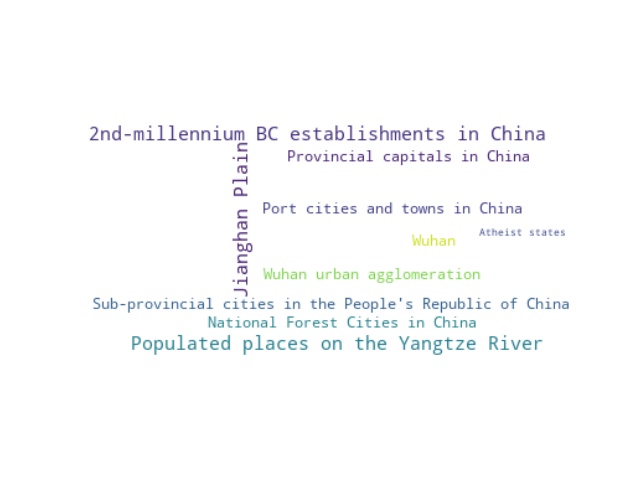 2nd-millennium BC establishments in China
Provincial capitals in China
Jianghan Plain
Port cities and towns in China
Atheist states
Wuhan
Wuhan urban agglomeration
Sub-provincial cities in the People's Republic of China
National Forest Cities in China
Populated places on the Yangtze River